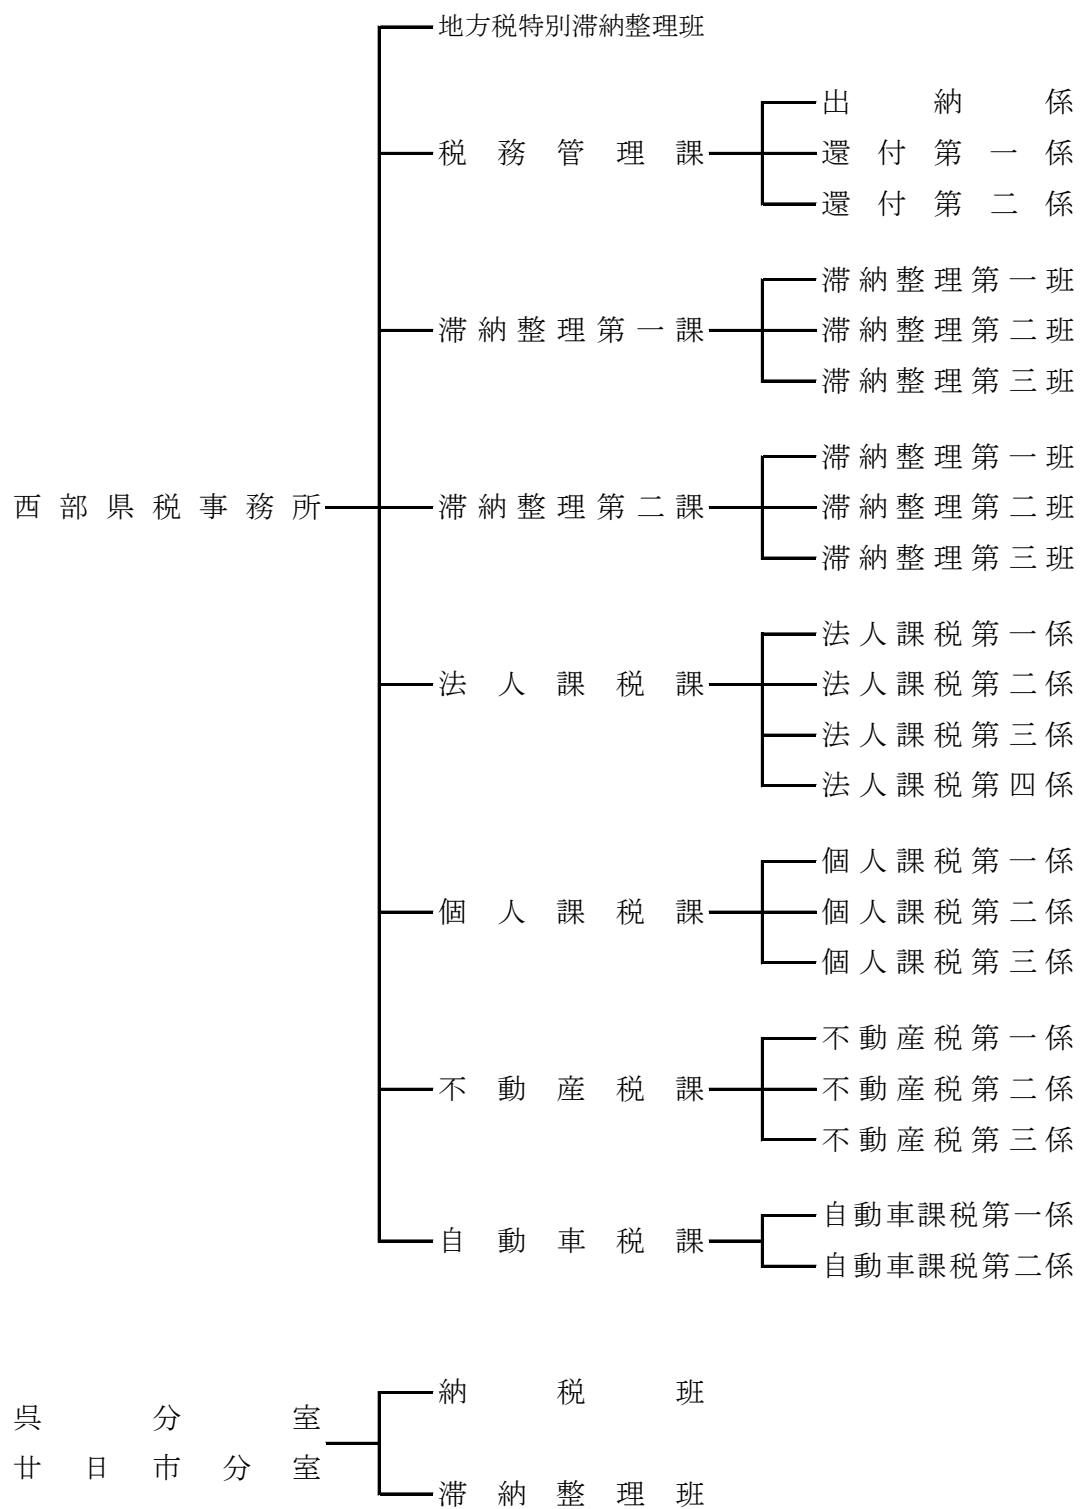 地方税特別滞納整理班
出納係
税務管理課
還付第一係
還付第二係
滞納整理第一班
滞納整理第一課
滞納整理第二班
滞納整理第三班
滞納整理第一班
西部県税事務所
滞納整理第二課
滞納整理第二班
滞納整理第三班
法人課税第一係
法人課税課
法人課税第二係
法人課税第三係
法人課税第四係
個人課税第一係
個人課税課
個人課税第二係
個人課税第三係
不動産税第一係
不動産税課
不動産税第二係
不動産税第三係
自動車課税第一係
自動車税課
自動車課税第二係
納税班
呉分室
廿日市分室
滞納整理班